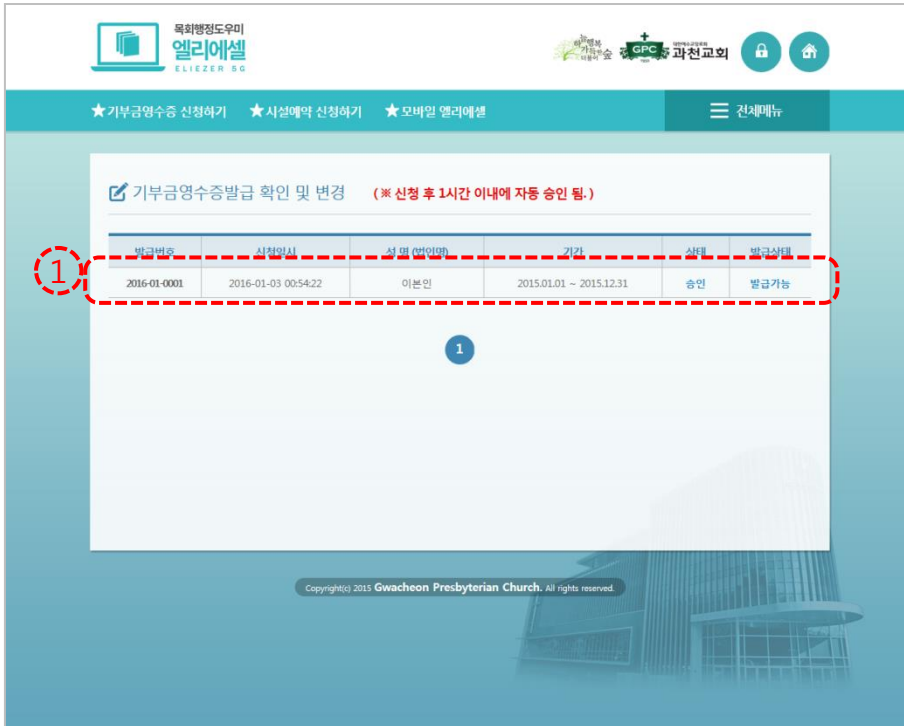 목회행정도우미
엘리에셀
ELIEZER 5G
GPC 과천교회
★기부금영수증 신청하기 ★시설예약 신청하기 ★모바일 엘리에셀
전체메뉴
기부금영수증발급 확인 및 변경 (※ 신청 후 1시간 이내에 자동 승인 됨.)
발급번호 신청일시 성 명 (법인명) 기간 상태 발급상태
1
2016-01-0001 2016-01-03 00:54:22 이본인 2015.01.01 ~ 2015.12.31 승인 발급가능
1
Copyright(c) 2015 Gwacheon Presbyterian Church. All rights reserved.